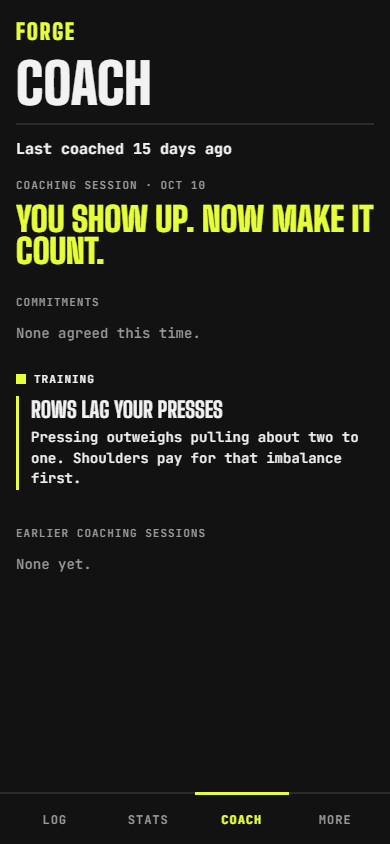 FORGE
COACH
Last coached 15 days ago
COACHING SESSION · OCT 10
YOU SHOW UP. NOW MAKE IT
COUNT.
COMMITMENTS
None agreed this time.
TRAINING
ROWS LAG YOUR PRESSES
Pressing outweighs pulling about two to
one. Shoulders pay for that imbalance
first.
EARLIER COACHING SESSIONS
None yet.
LOG STATS COACH MORE